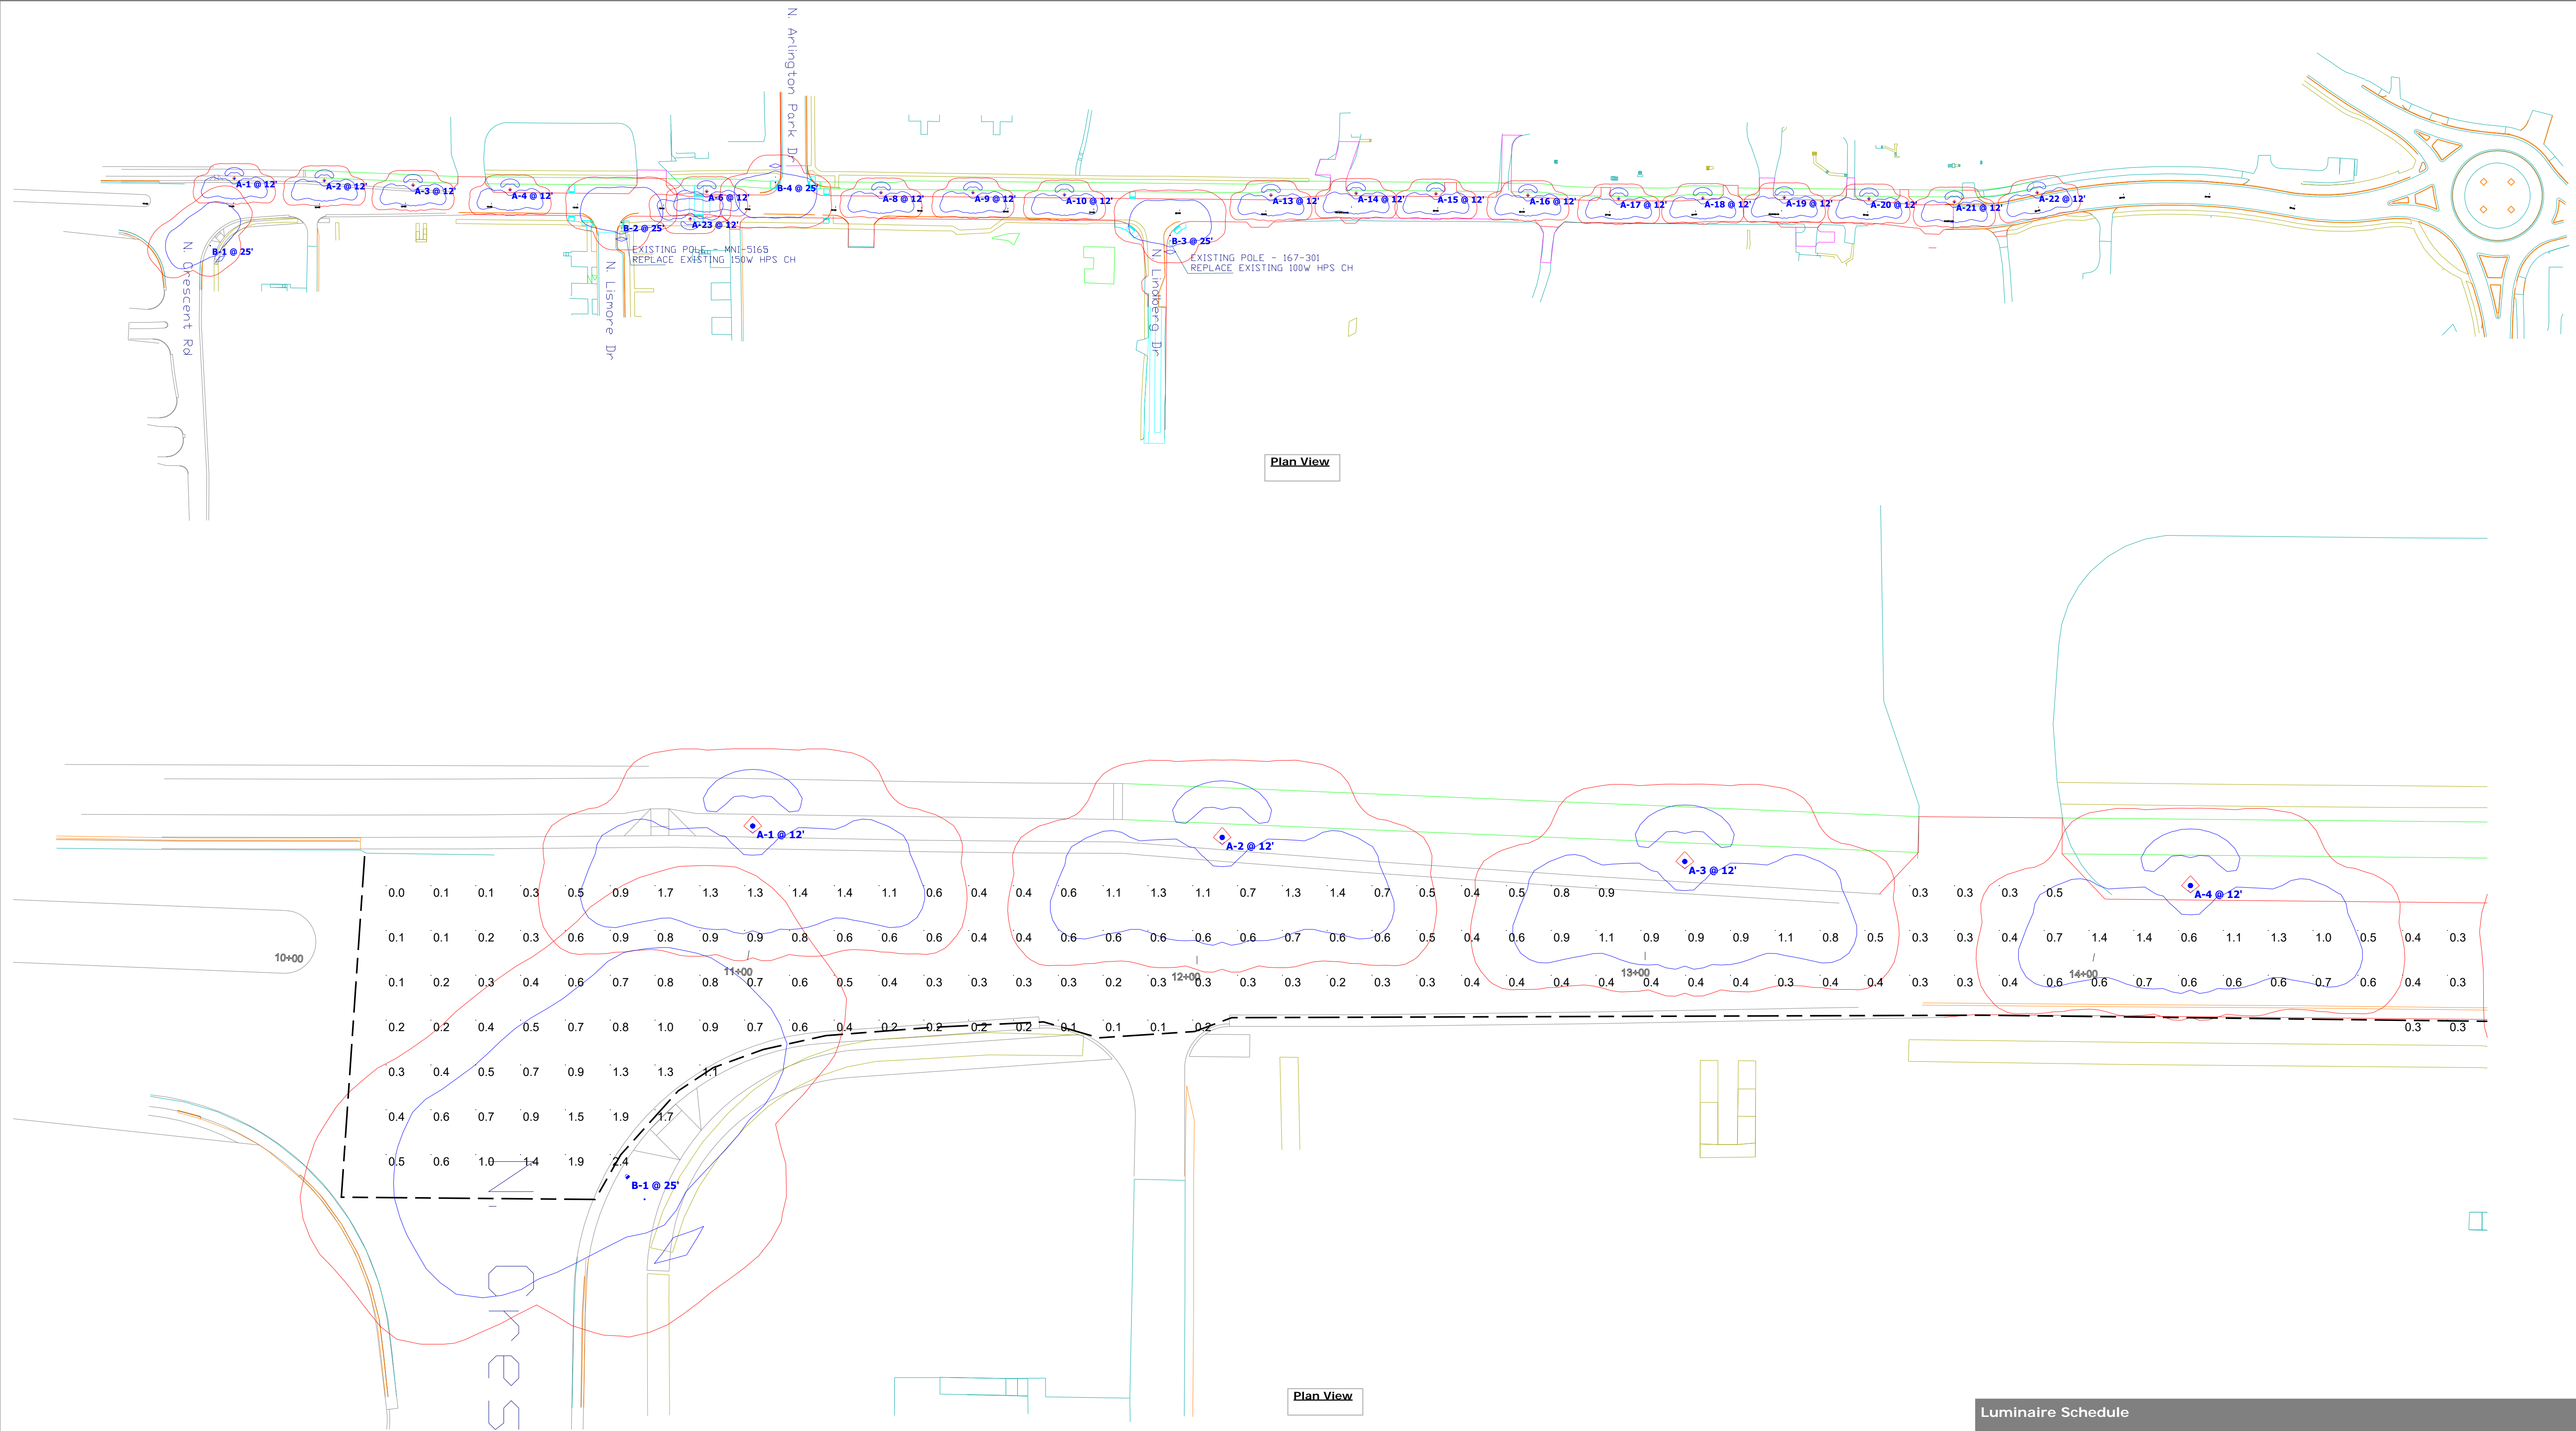 N. Arlington Park Dr
A-1 @ 12'
A-2 @ 12'
A-3 @ 12'
A-4 @ 12'
A-6 @ 12'
B-4 @ 25'
A-8 @ 12'
A-9 @ 12'
A-10 @ 12'
A-13 @ 12'
A-14 @ 12'
A-15 @ 12'
A-16 @ 12'
A-17 @ 12'
A-18 @ 12'
A-19 @ 12'
A-20 @ 12'
A-21 @ 12'
A-22 @ 12'
A-23 @ 12'
B-2 @ 25'
B-3 @ 25'
B-1 @ 25'
EXISTING POLE - MNI-5165
REPLACE EXISTING 150W HPS CH
EXISTING POLE - 167-301
REPLACE EXISTING 100W HPS CH
N. Crescent Rd
N. Lismore Dr
N. Lindberg Dr
Plan View
A-1 @ 12'
A-2 @ 12'
A-3 @ 12'
A-4 @ 12'
0.0 0.1 0.1 0.3 0.5 0.9 1.7 1.3 1.3 1.4 1.4 1.1 0.6 0.4 0.4 0.6 1.1 1.3 1.1 0.7 1.3 1.4 0.7 0.5 0.4 0.5 0.8 0.9 0.3 0.3 0.3 0.5
0.1 0.1 0.2 0.3 0.6 0.9 0.8 0.9 0.9 0.8 0.6 0.6 0.6 0.4 0.4 0.6 0.6 0.6 0.6 0.6 0.7 0.6 0.6 0.5 0.4 0.6 0.9 1.1 0.9 0.9 0.9 1.1 0.8 0.5 0.3 0.3 0.4 0.7 1.4 1.4 0.6 1.1 1.3 1.0 0.5 0.4 0.3
10+00
11+00
12+00
13+00
14+00
0.1 0.2 0.3 0.4 0.6 0.7 0.8 0.8 0.7 0.6 0.5 0.4 0.3 0.3 0.3 0.3 0.2 0.3 0.3 0.3 0.3 0.2 0.3 0.3 0.4 0.4 0.4 0.4 0.4 0.4 0.4 0.3 0.4 0.4 0.3 0.3 0.4 0.6 0.6 0.7 0.6 0.6 0.6 0.7 0.6 0.4 0.3
0.2 0.2 0.4 0.5 0.7 0.8 1.0 0.9 0.7 0.6 0.4 0.2 0.2 0.2 0.2 0.1 0.1 0.1 0.2 0.3 0.3
0.3 0.4 0.5 0.7 0.9 1.3 1.3 1.1
0.4 0.6 0.7 0.9 1.5 1.9 1.7
0.5 0.6 1.0 1.4 1.9 2.4
B-1 @ 25'
N. Cres
Plan View
Luminaire Schedule